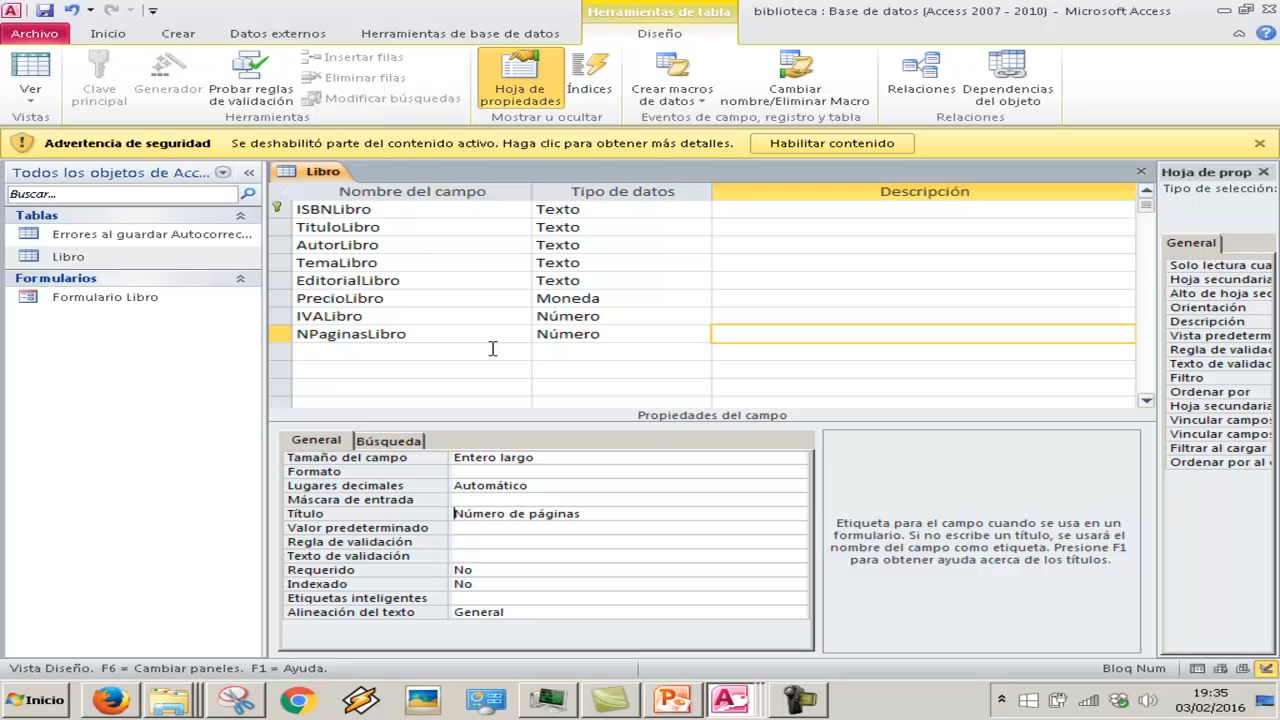 Herramientas de tabla
biblioteca : Base de datos (Access 2007 - 2010) - Microsoft Access
Archivo
Inicio
Crear
Datos externos
Herramientas de base de datos
Diseño
Ver
Clave principal
Generador
Probar reglas de validación
Insertar filas
Eliminar filas
Modificar búsquedas
Hoja de propiedades
Índices
Crear macros de datos
Cambiar nombre/Eliminar Macro
Relaciones
Dependencias del objeto
Vistas
Herramientas
Mostrar u ocultar
Eventos de campo, registro y tabla
Relaciones
Advertencia de seguridad
Se deshabilitó parte del contenido activo. Haga clic para obtener más detalles.
Habilitar contenido
Todos los objetos de Acc...
Buscar...
Tablas
Errores al guardar Autocorrec...
Libro
Formularios
Formulario Libro
Libro
Nombre del campo Tipo de datos Descripción
ISBNLibro Texto
TituloLibro Texto
AutorLibro Texto
TemaLibro Texto
EditorialLibro Texto
PrecioLibro Moneda
IVALibro Número
NPaginasLibro Número
Propiedades del campo
General Búsqueda
Tamaño del campo Entero largo
Formato
Lugares decimales Automático
Máscara de entrada
Título Número de páginas
Valor predeterminado
Regla de validación
Texto de validación
Requerido No
Indexado No
Etiquetas inteligentes
Alineación del texto General
Etiqueta para el campo cuando se usa en un
formulario. Si no escribe un título, se usará el
nombre del campo como etiqueta. Presione F1
para obtener ayuda acerca de los títulos.
Hoja de prop
Tipo de selección:
General
Solo lectura cua
Hoja secundaria
Alto de hoja sec
Orientación
Descripción
Vista predeterm
Regla de validac
Texto de validac
Filtro
Ordenar por
Hoja secundaria
Vincular campos
Vincular campos
Filtrar al cargar
Ordenar por al c
Vista Diseño. F6 = Cambiar paneles. F1 = Ayuda.
Bloq Num
Inicio
19:35
03/02/2016